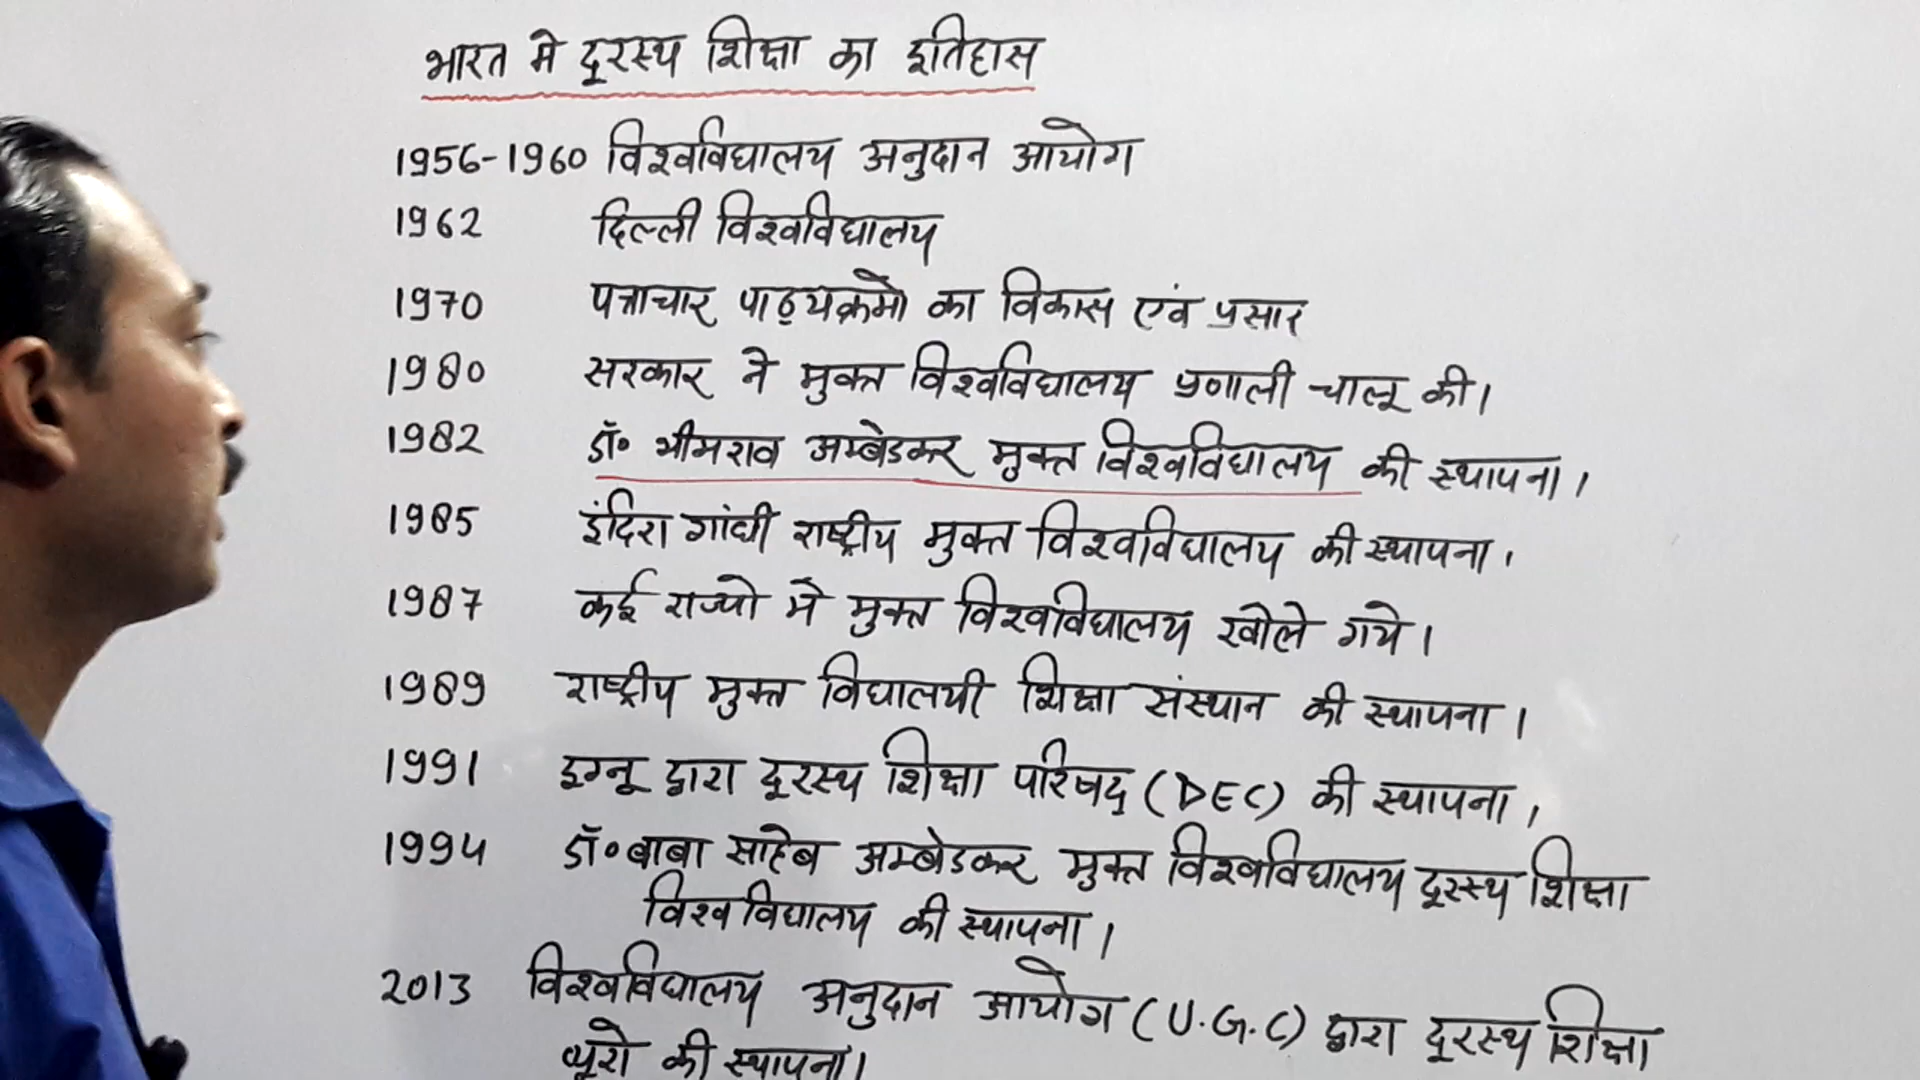 भारत मे दूरस्थ शिक्षा का इतिहास
1956-1960 विश्वविद्यालय अनुदान आयोग
1962 दिल्ली विश्वविद्यालय
1970 पत्राचार पाठ्यक्रमो का विकास एवं प्रसार
1980 सरकार ने मुक्त विश्वविद्यालय प्रणाली चालू की।
1982 डॉ॰ भीमराव अम्बेडकर मुक्त विश्वविद्यालय की स्थापना।
1985 इंदिरा गांधी राष्ट्रीय मुक्त विश्वविद्यालय की स्थापना।
1987 कई राज्यो मे मुक्त विश्वविद्यालय खोले गये।
1989 राष्ट्रीय मुक्त विद्यालयी शिक्षा संस्थान की स्थापना।
1991 इग्नू द्वारा दूरस्थ शिक्षा परिषद् (DEC) की स्थापना।
1994 डॉ॰ बाबा साहेब अम्बेडकर मुक्त विश्वविद्यालय दूरस्थ शिक्षा
विश्वविद्यालय की स्थापना।
2013 विश्वविद्यालय अनुदान आयोग (U.G.C) द्वारा दूरस्थ शिक्षा
ब्यूरो की स्थापना।